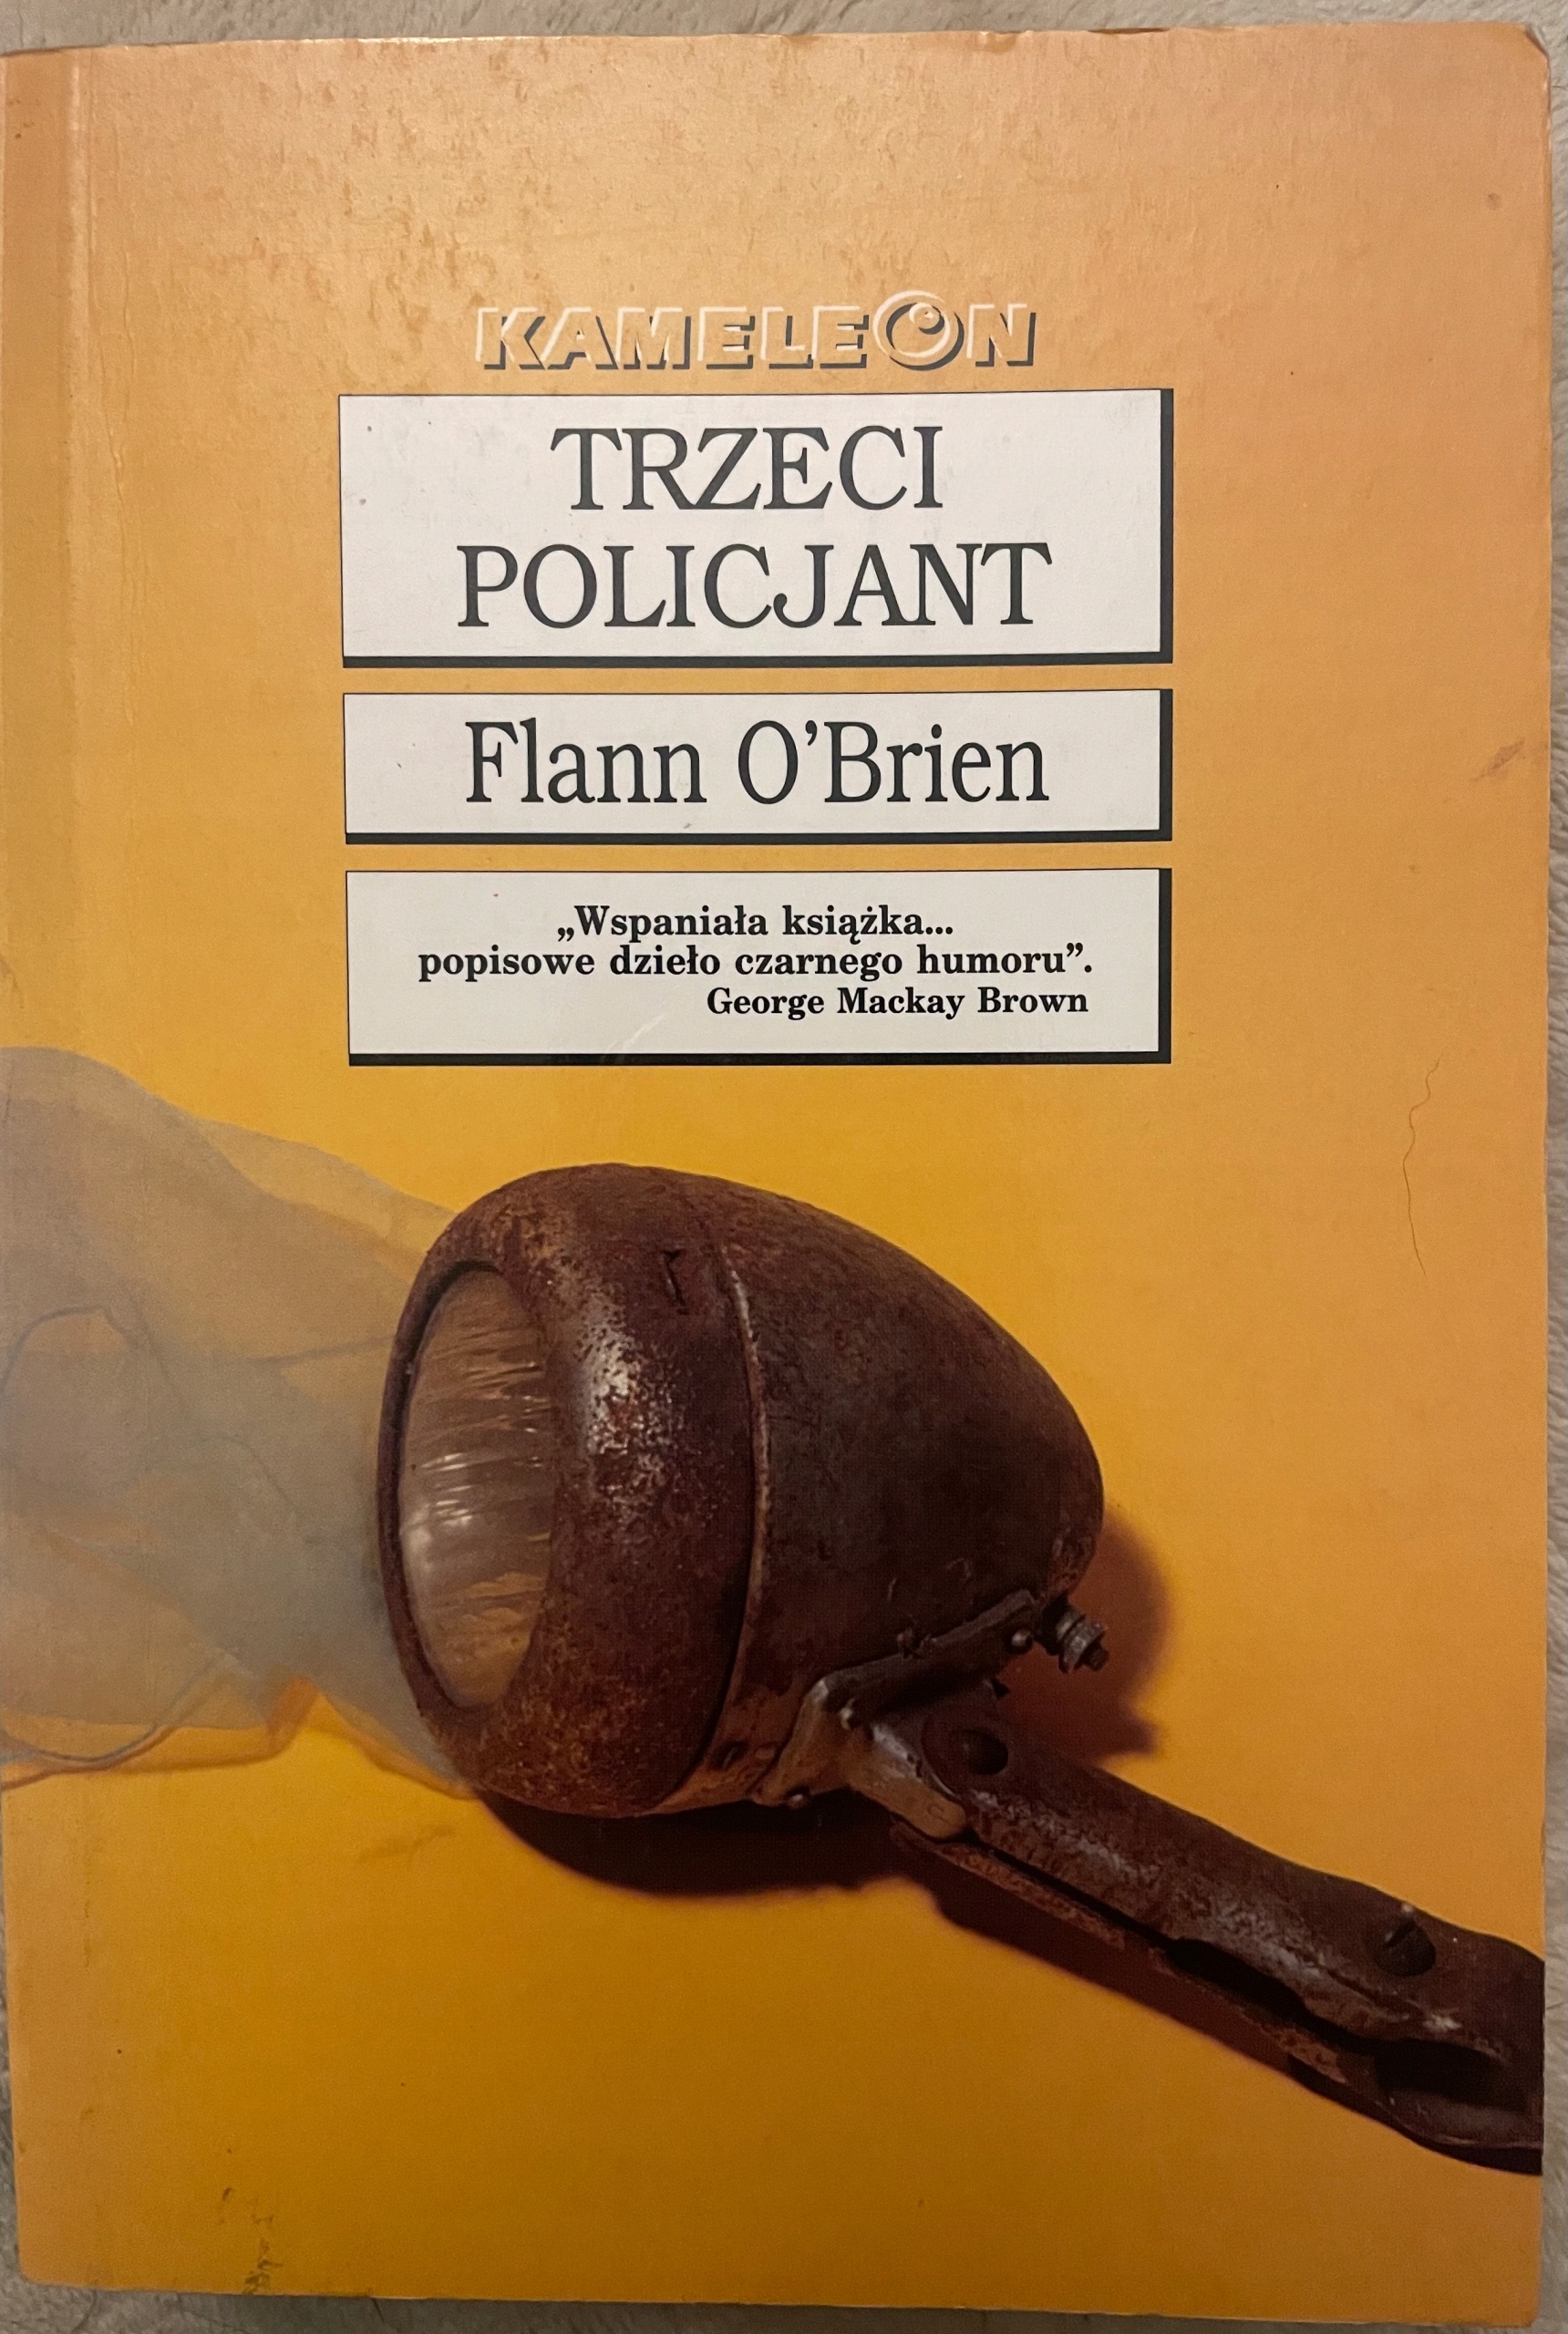 KAMELEON
TRZECI
POLICJANT
Flann O'Brien
„Wspaniała książka...
popisowe dzieło czarnego humoru”.
George Mackay Brown